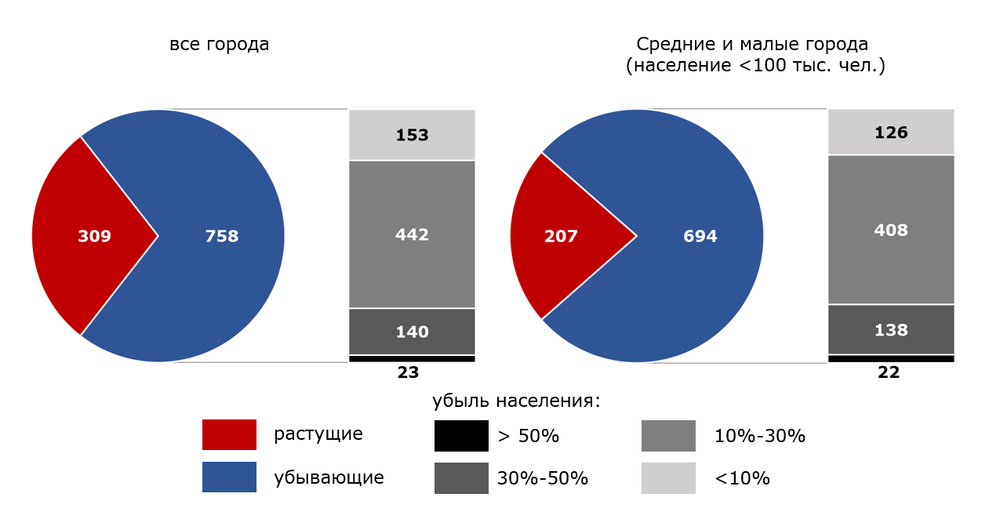 все города
Средние и малые города
(население <100 тыс. чел.)
309
758
153
442
140
23
207
694
126
408
138
22
убыль населения:
растущие
> 50%
10%-30%
убывающие
30%-50%
<10%